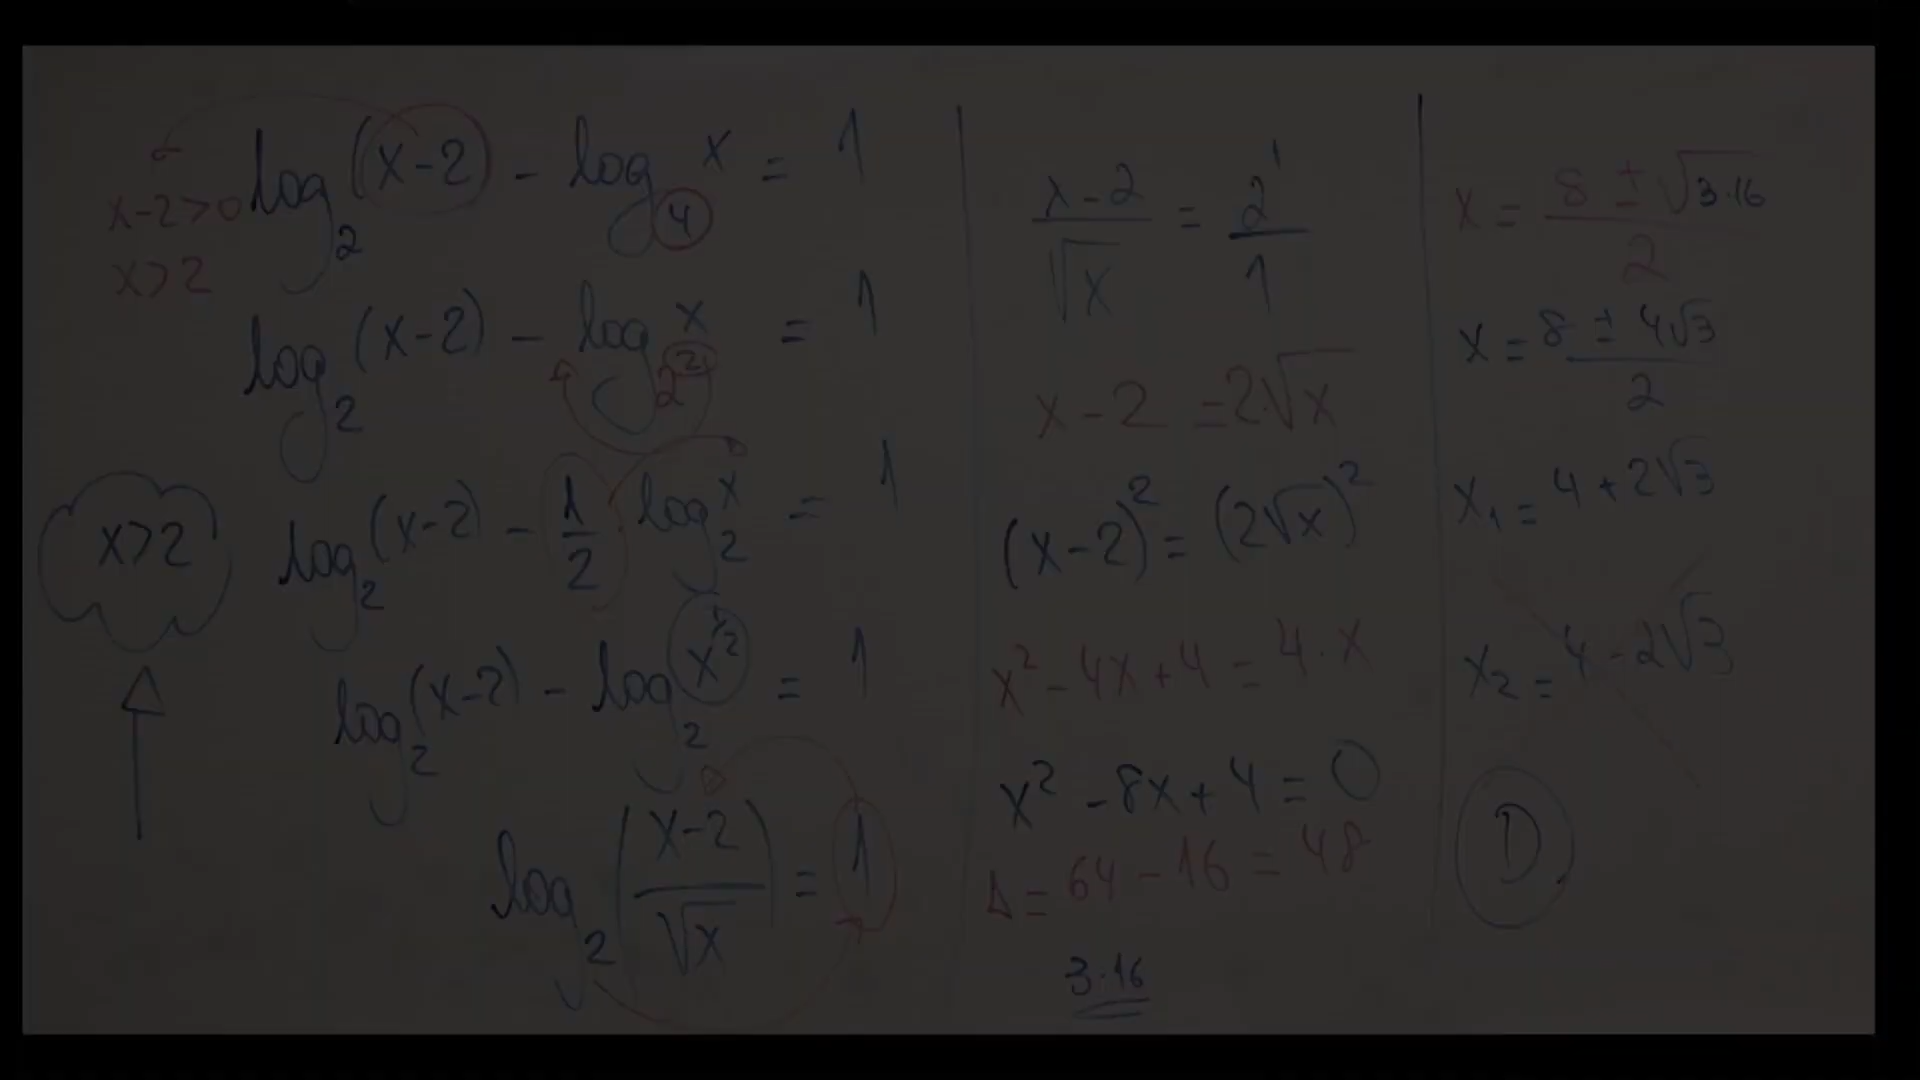 log₂(x-2) - log₄ x = 1
x-2>0
x>2
log₂(x-2) - log_{2²} x = 1
log₂(x-2) - 1/2 · log₂ x = 1
x>2
log₂(x-2) - log₂ x^{1/2} = 1
log₂((x-2)/√x) = 1
(x-2)/√x = 2¹/1
x-2 = 2·√x
(x-2)² = (2√x)²
x²-4x+4 = 4·x
x²-8x+4 = 0
Δ = 64-16 = 48
3·16
x = (8 ± √3·16)/2
x = (8 ± 4√3)/2
x₁ = 4+2√3
x₂ = 4-2√3
D